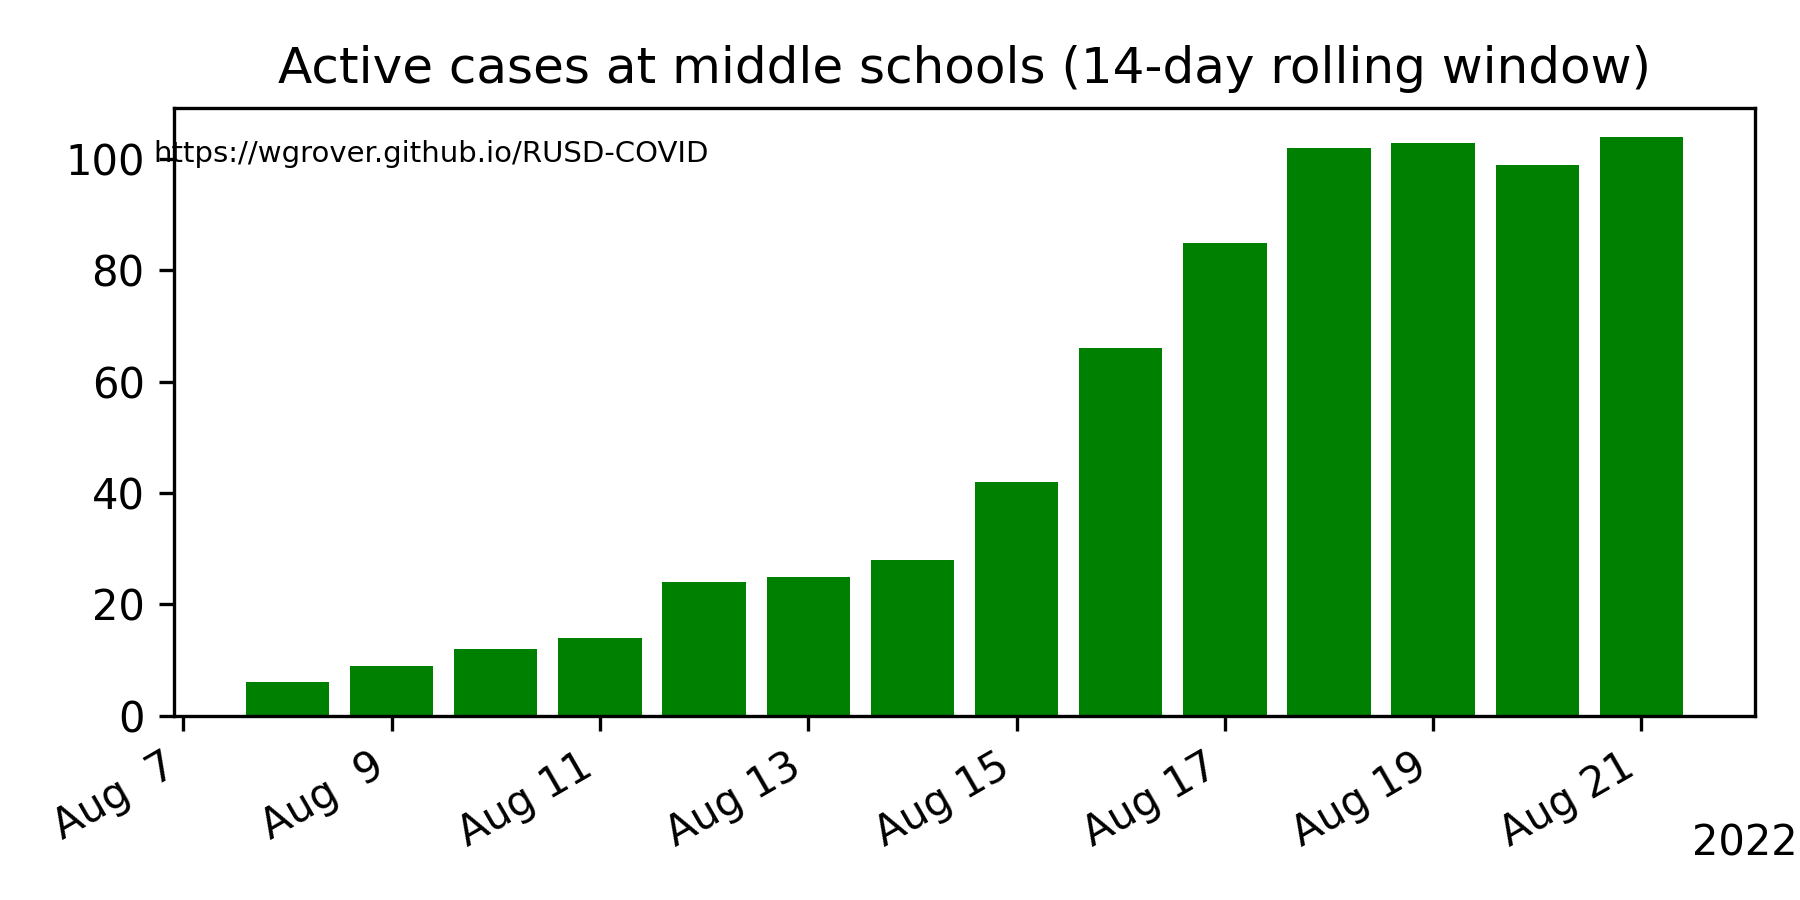 Active cases at middle schools (14-day rolling window)
https://wgrover.github.io/RUSD-COVID
100
80
60
40
20
0
Aug 7
Aug 9
Aug 11
Aug 13
Aug 15
Aug 17
Aug 19
Aug 21
2022